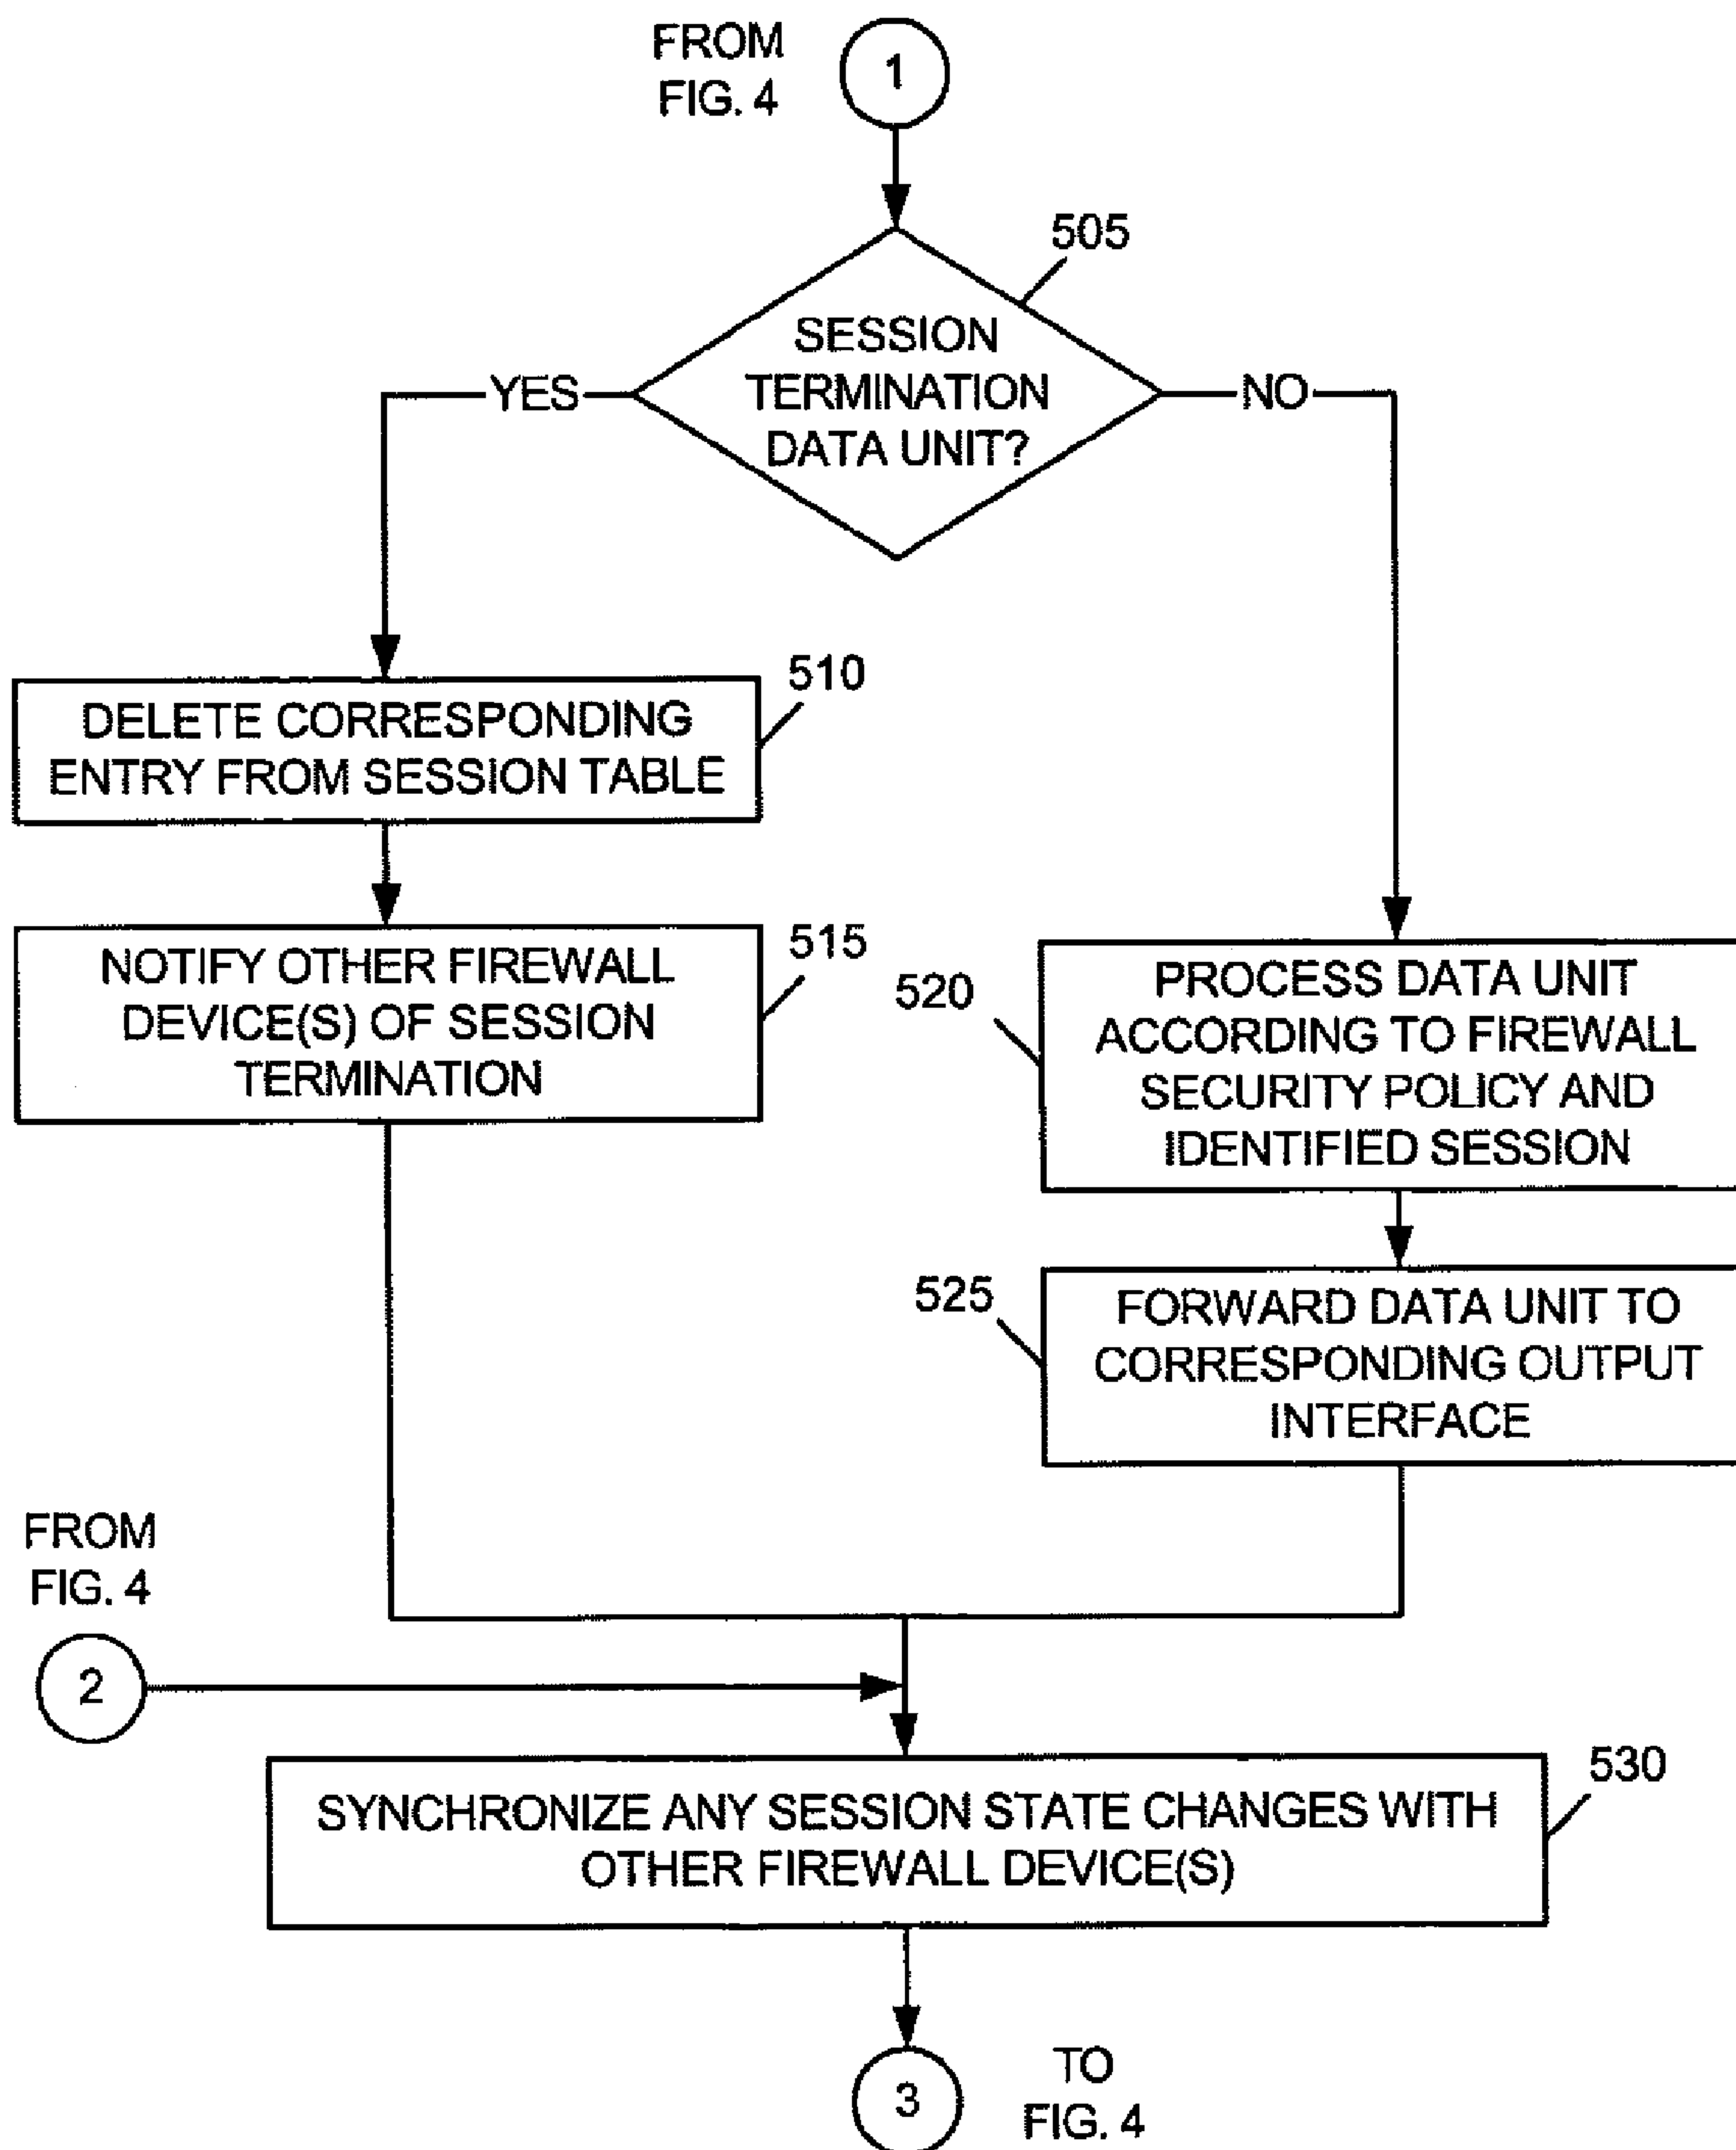 FROM
FIG. 4
1
505
SESSION
TERMINATION
DATA UNIT?
YES
NO
510
DELETE CORRESPONDING
ENTRY FROM SESSION TABLE
515
NOTIFY OTHER FIREWALL
DEVICE(S) OF SESSION
TERMINATION
520
PROCESS DATA UNIT
ACCORDING TO FIREWALL
SECURITY POLICY AND
IDENTIFIED SESSION
525
FORWARD DATA UNIT TO
CORRESPONDING OUTPUT
INTERFACE
FROM
FIG. 4
2
530
SYNCHRONIZE ANY SESSION STATE CHANGES WITH
OTHER FIREWALL DEVICE(S)
3
TO
FIG. 4